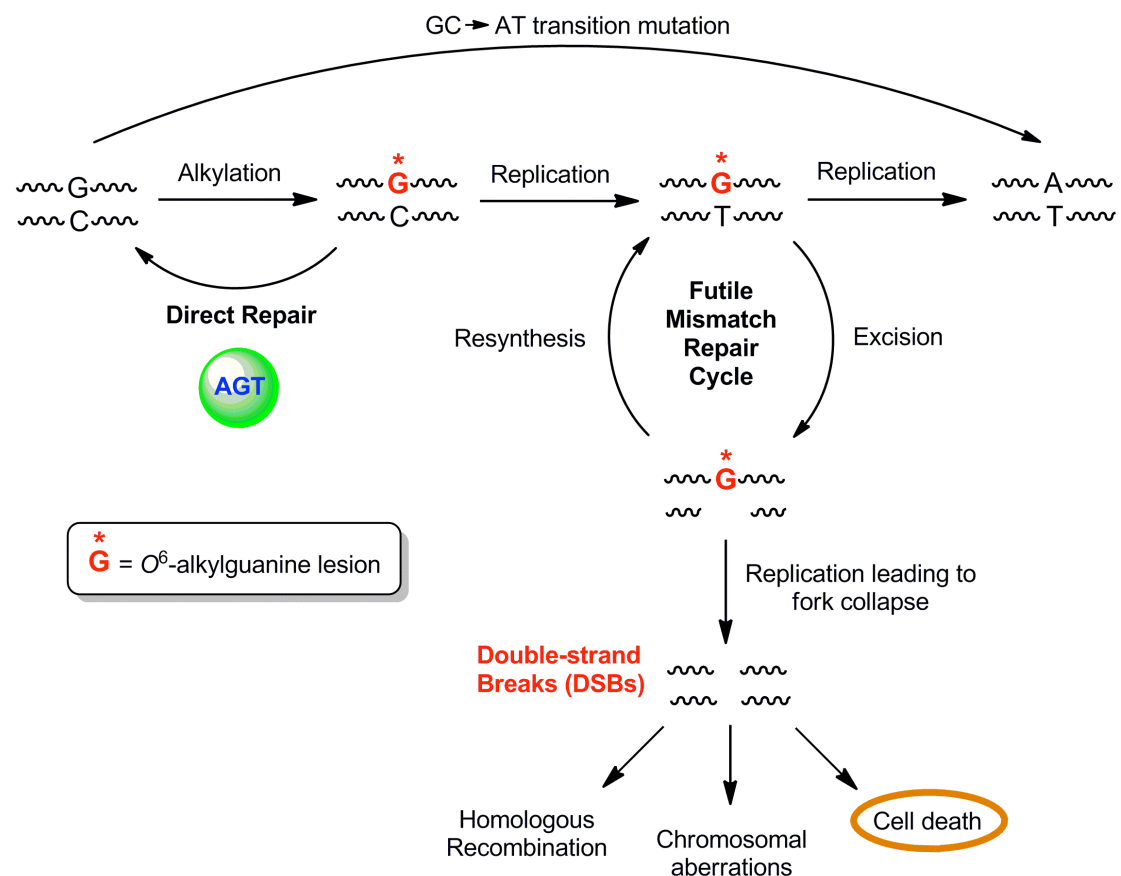 GC → AT transition mutation
Alkylation
Replication
Replication
G
C
*
G
C
*
G
T
A
T
Direct Repair
AGT
Resynthesis
Futile
Mismatch
Repair
Cycle
Excision
*
G
*
G = O⁶-alkylguanine lesion
Replication leading to
fork collapse
Double-strand
Breaks (DSBs)
Homologous
Recombination
Chromosomal
aberrations
Cell death